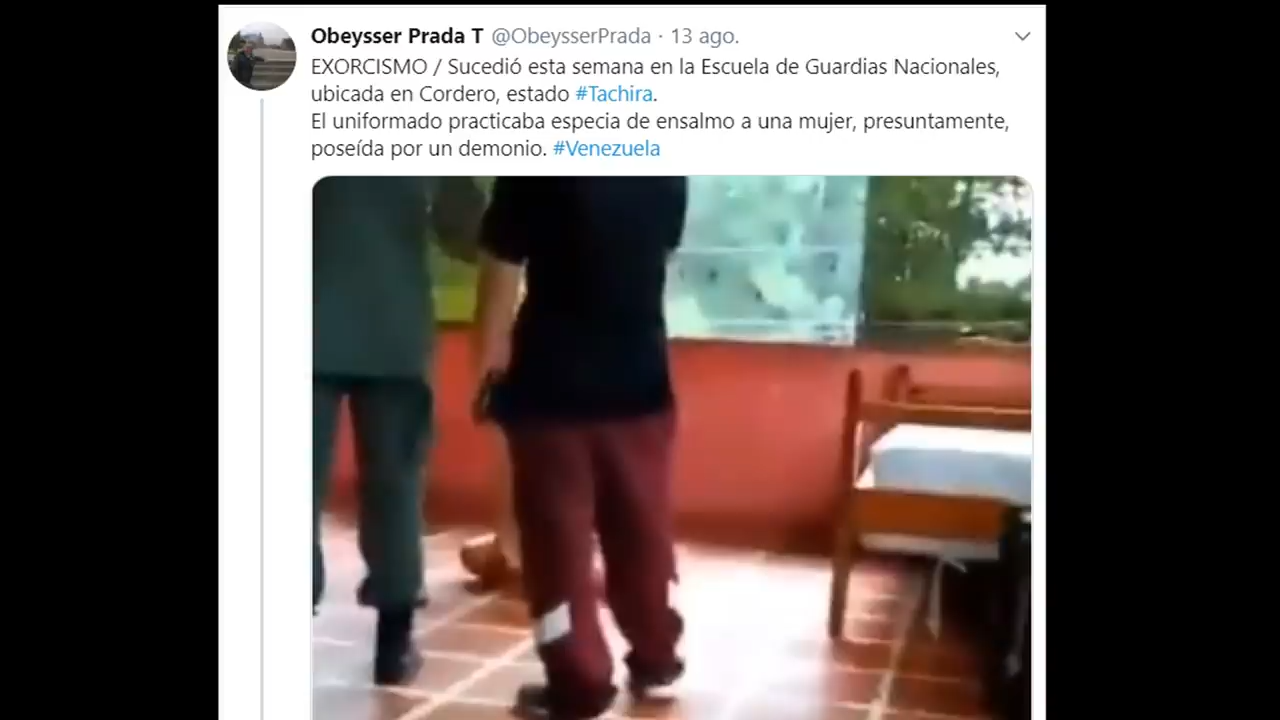 Obeysser Prada T @ObeysserPrada · 13 ago.
EXORCISMO / Sucedió esta semana en la Escuela de Guardias Nacionales,
ubicada en Cordero, estado #Tachira.
El uniformado practicaba especia de ensalmo a una mujer, presuntamente,
poseída por un demonio. #Venezuela